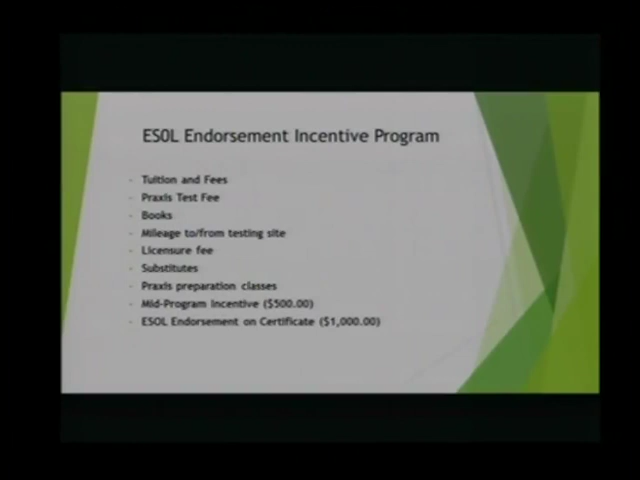 ESOL Endorsement Incentive Program
- Tuition and Fees
- Praxis Test Fee
- Books
- Mileage to/from testing site
- Licensure fee
- Substitutes
- Praxis preparation classes
- Mid-Program Incentive ($500.00)
- ESOL Endorsement on Certificate ($1,000.00)